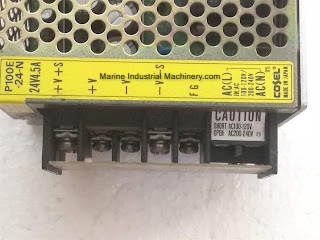 P100E
-24-N
24V4.5A
+V+S
+V
-V
-V-S
FG
Marine Industrial Machinery.com
AC(L)
AC(N)
COSEL
MADE IN JAPAN
CAUTION
SHORT AC100-120V
OPEN AC200-240V